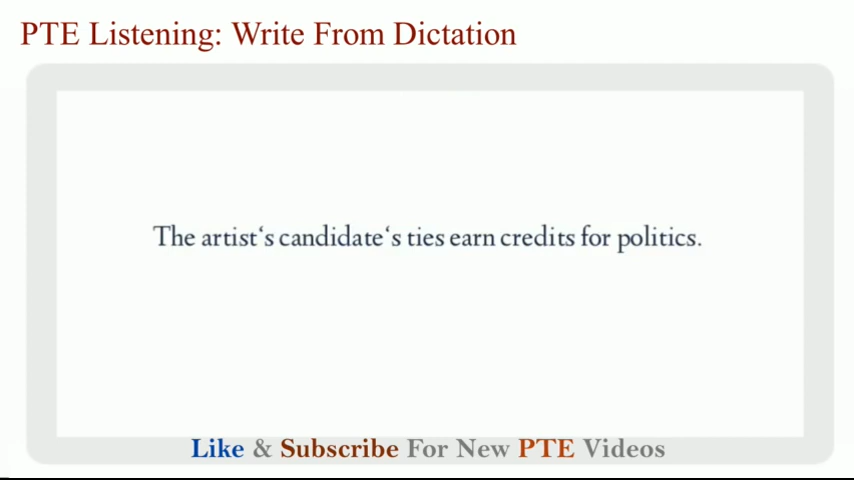 PTE Listening: Write From Dictation
The artist‘s candidate‘s ties earn credits for politics.
Like & Subscribe For New PTE Videos